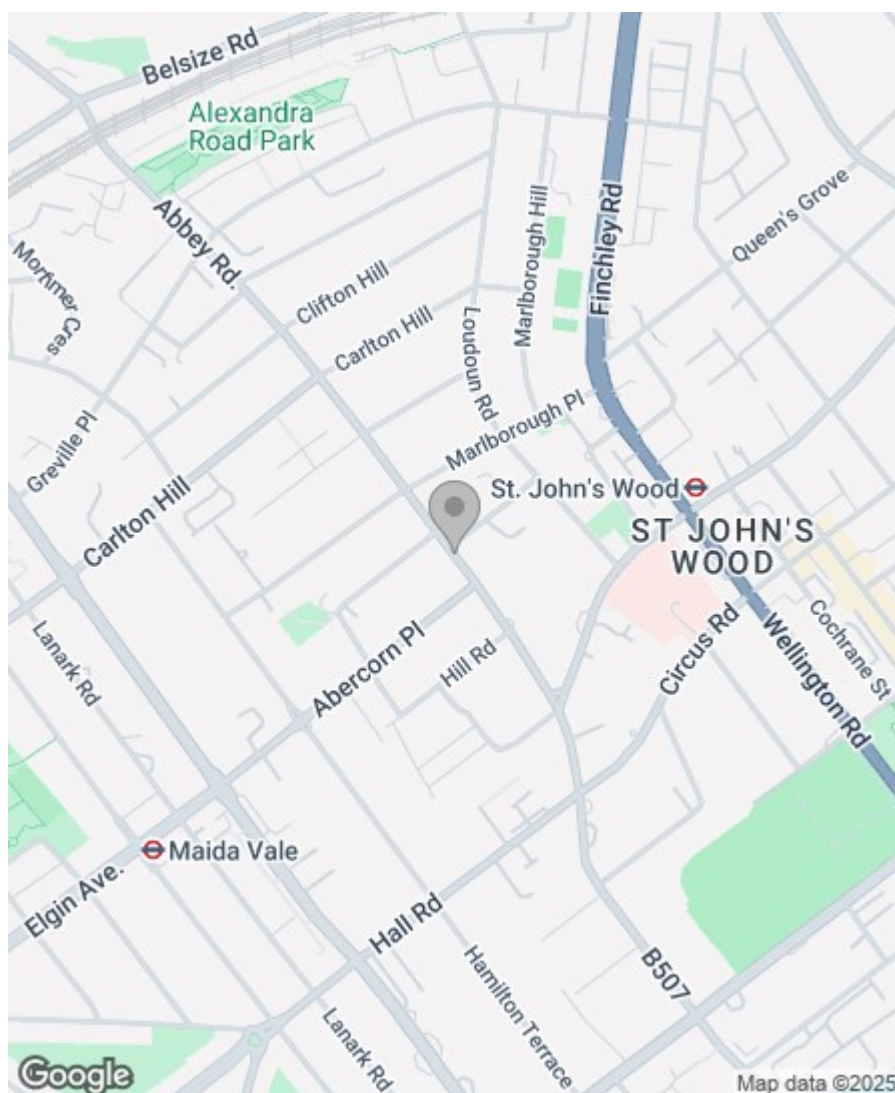 Belsize Rd
Alexandra
Road Park
Abbey Rd.
Queen's Grove
Mortimer Cres
Clifton Hill
Marlborough Hill
Finchley Rd
Carlton Hill
Loudoun Rd
Greville Pl
Marlborough Pl
Carlton Hill
St. John's Wood
ST JOHN'S
WOOD
Lanark Rd
Abercorn Pl
Hill Rd
Circus Rd
Cochrane St
Wellington Rd
Maida Vale
Elgin Ave.
Hall Rd
Hamilton Terrace
B507
Lanark Rd
Google
Map data ©2025